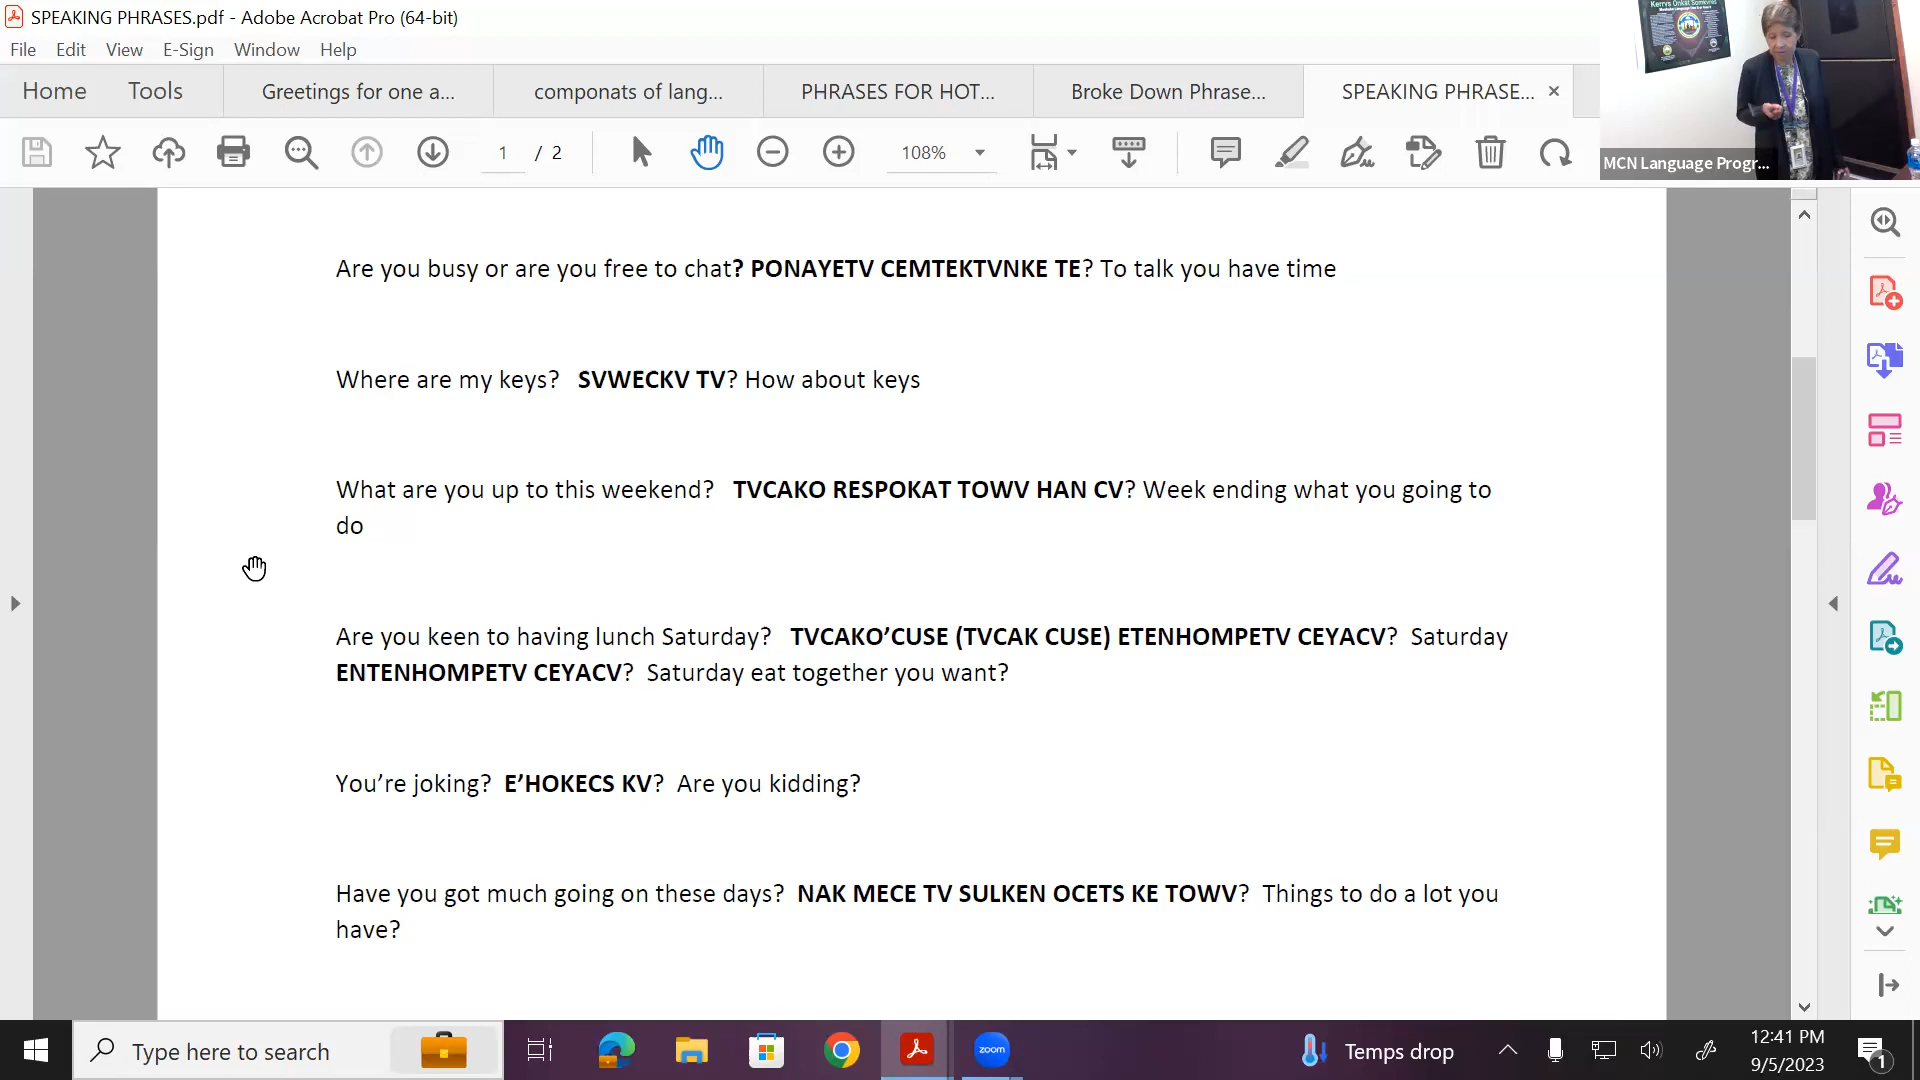 SPEAKING PHRASES.pdf - Adobe Acrobat Pro (64-bit)
File Edit View E-Sign Window Help
Home Tools Greetings for one a... componats of lang... PHRASES FOR HOT... Broke Down Phrase... SPEAKING PHRASE... ×
1 / 2 108%
Kerrvs Onkat Somkvres
MCN Language Progr...
Are you busy or are you free to chat? PONAYETV CEMTEKTVNKE TE? To talk you have time
Where are my keys? SVWECKV TV? How about keys
What are you up to this weekend? TVCAKO RESPOKAT TOWV HAN CV? Week ending what you going to
do
Are you keen to having lunch Saturday? TVCAKO’CUSE (TVCAK CUSE) ETENHOMPETV CEYACV? Saturday
ENTENHOMPETV CEYACV? Saturday eat together you want?
You’re joking? E’HOKECS KV? Are you kidding?
Have you got much going on these days? NAK MECE TV SULKEN OCETS KE TOWV? Things to do a lot you
have?
Type here to search zoom Temps drop 12:41 PM
9/5/2023 1